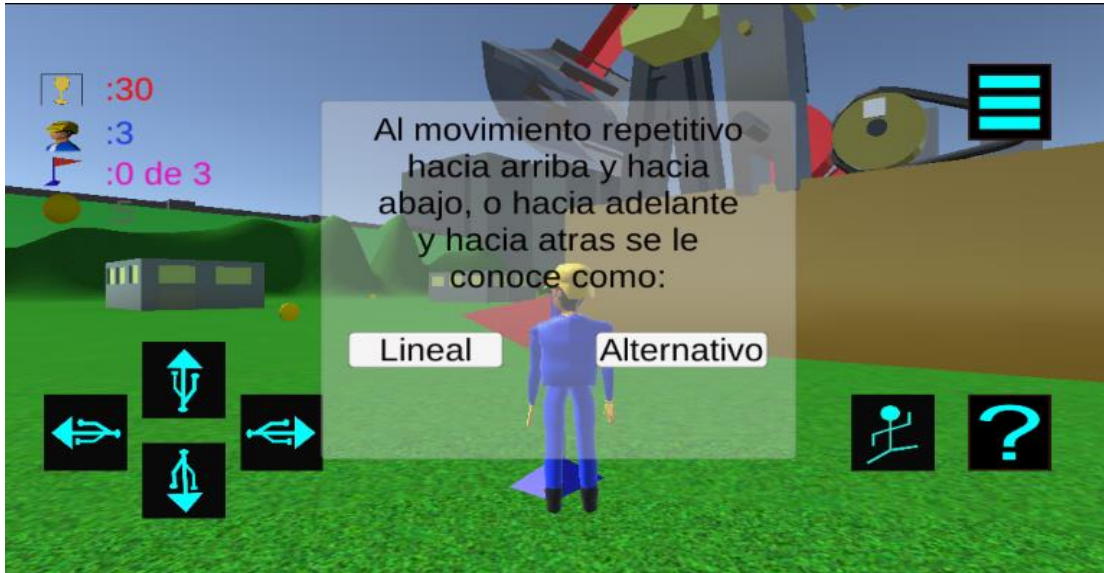 :30
:3
:0 de 3
Al movimiento repetitivo
hacia arriba y hacia
abajo, o hacia adelante
y hacia atras se le
conoce como:
Lineal
Alternativo
?